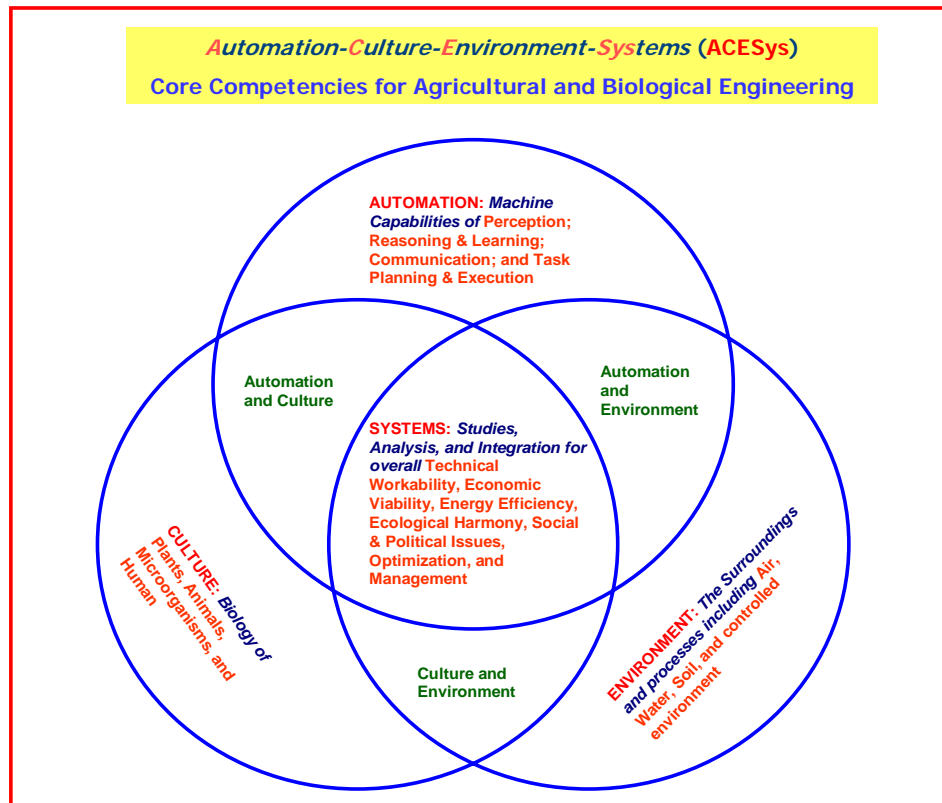 Automation-Culture-Environment-Systems (ACESys)
Core Competencies for Agricultural and Biological Engineering
AUTOMATION: Machine
Capabilities of Perception;
Reasoning & Learning;
Communication; and Task
Planning & Execution
Automation
and Culture
Automation
and
Environment
SYSTEMS: Studies,
Analysis, and Integration for
overall Technical
Workability, Economic
Viability, Energy Efficiency,
Ecological Harmony, Social
& Political Issues,
Optimization, and
Management
CULTURE: Biology of
Plants, Animals,
Microorganisms, and
Human
ENVIRONMENT: The Surroundings
and processes including Air,
Water, Soil, and controlled
environment
Culture and
Environment